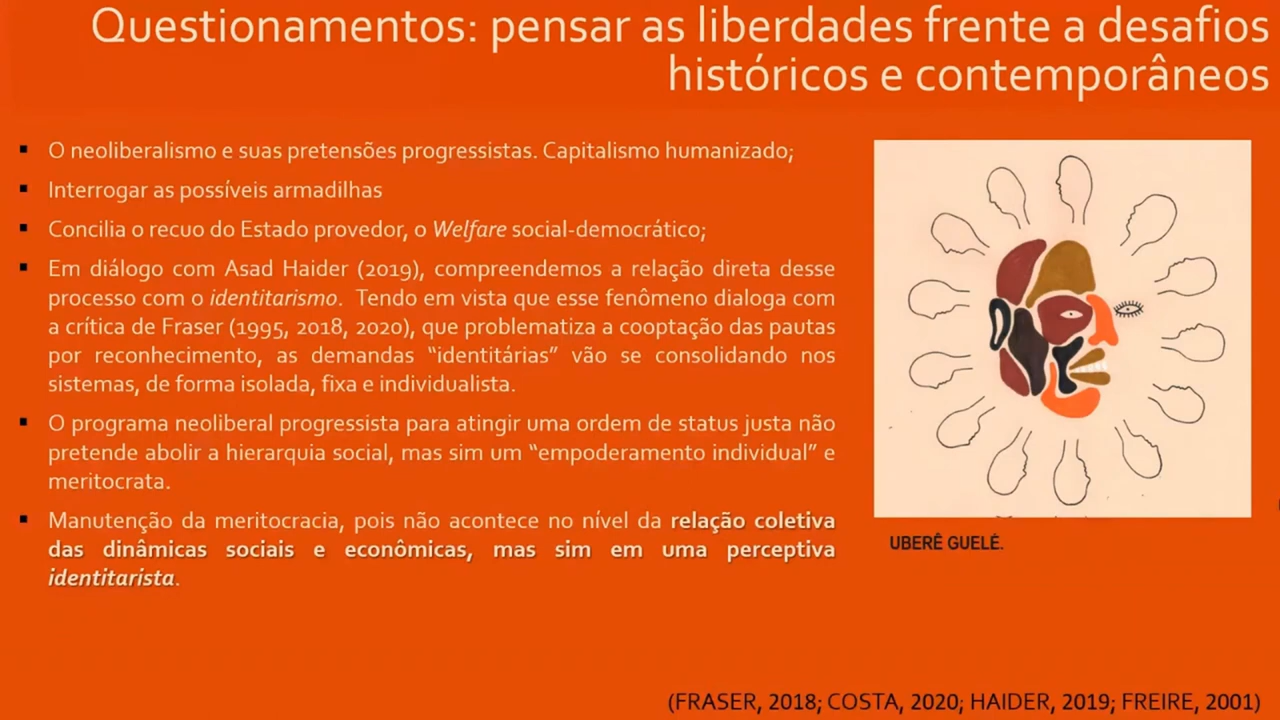 Questionamentos: pensar as liberdades frente a desafios
históricos e contemporâneos
▪ O neoliberalismo e suas pretensões progressistas. Capitalismo humanizado;
▪ Interrogar as possíveis armadilhas
▪ Concilia o recuo do Estado provedor, o Welfare social-democrático;
▪ Em diálogo com Asad Haider (2019), compreendemos a relação direta desse
processo com o identitarismo. Tendo em vista que esse fenômeno dialoga com
a crítica de Fraser (1995, 2018, 2020), que problematiza a cooptação das pautas
por reconhecimento, as demandas “identitárias” vão se consolidando nos
sistemas, de forma isolada, fixa e individualista.
▪ O programa neoliberal progressista para atingir uma ordem de status justa não
pretende abolir a hierarquia social, mas sim um “empoderamento individual” e
meritocrata.
▪ Manutenção da meritocracia, pois não acontece no nível da relação coletiva
das dinâmicas sociais e econômicas, mas sim em uma perceptiva
identitarista.
UBERÊ GUELÉ.
(FRASER, 2018; COSTA, 2020; HAIDER, 2019; FREIRE, 2001)